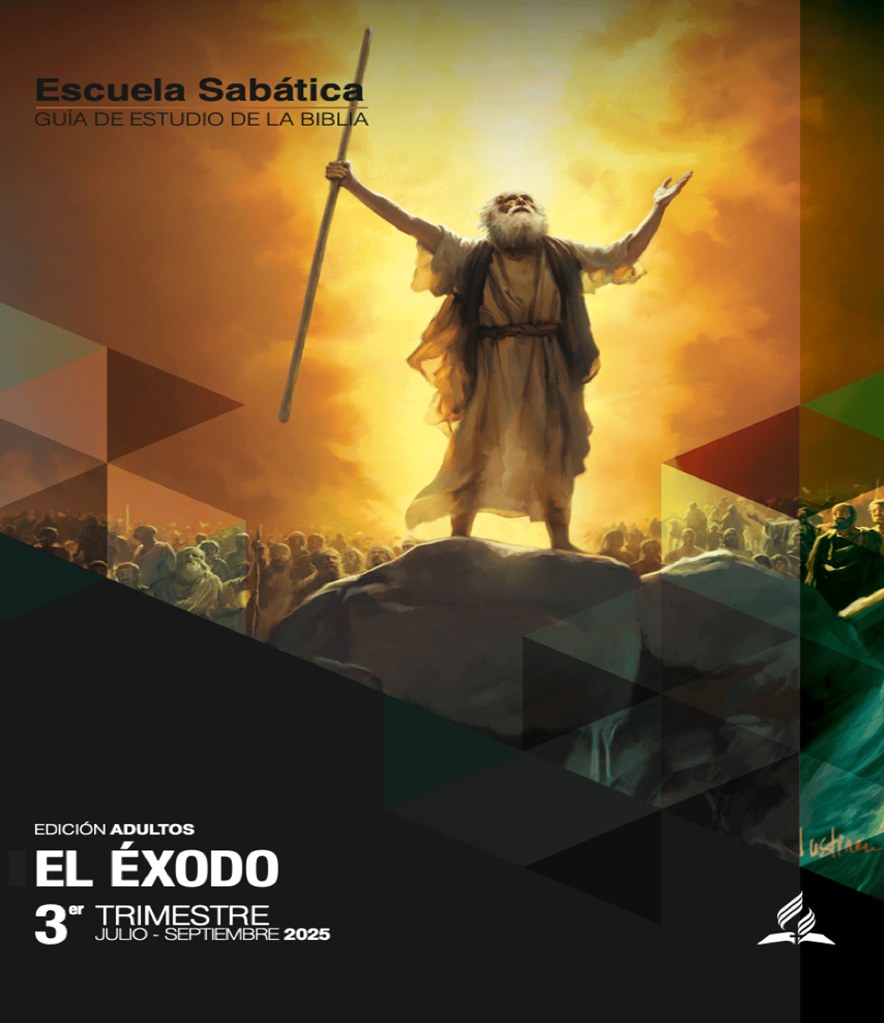 Escuela Sabática
GUÍA DE ESTUDIO DE LA BIBLIA
EDICIÓN ADULTOS
EL ÉXODO
3er TRIMESTRE
JULIO - SEPTIEMBRE 2025